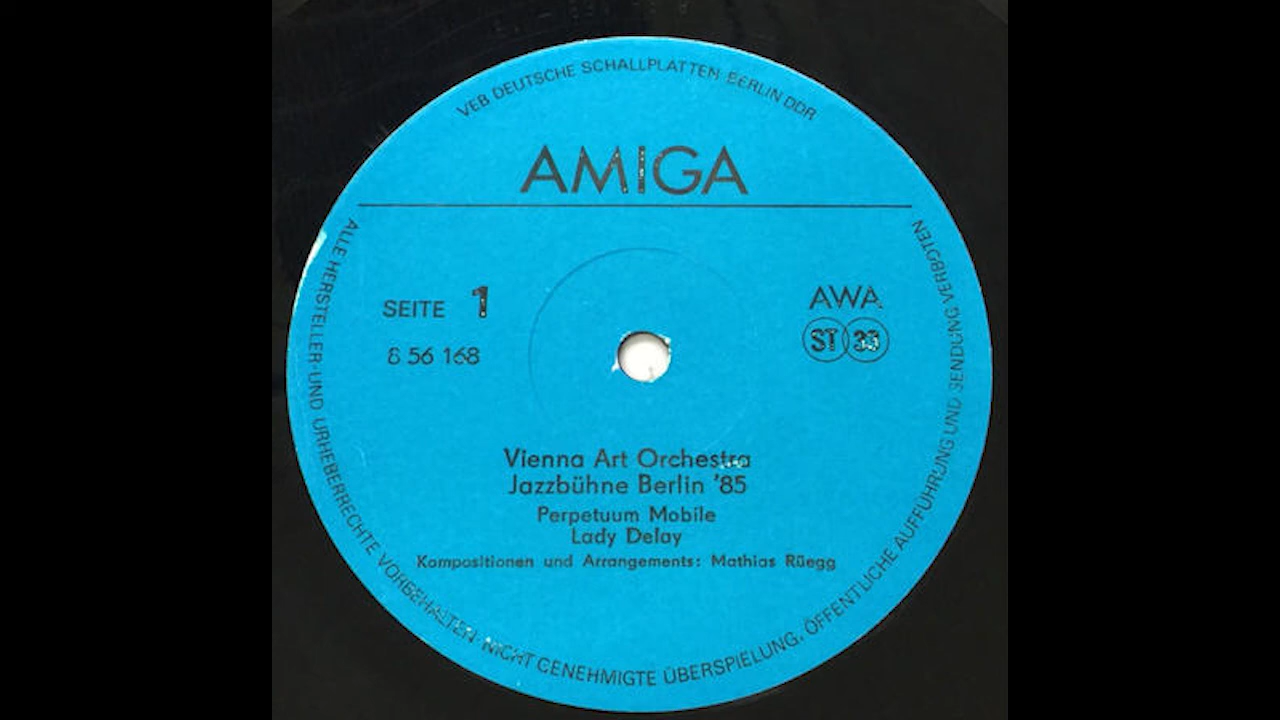 VEB DEUTSCHE SCHALLPLATTEN BERLIN DDR
AMIGA
SEITE 1
8 56 168
AWA
ST 33
Vienna Art Orchestra
Jazzbühne Berlin '85
Perpetuum Mobile
Lady Delay
Kompositionen und Arrangements: Mathias Rüegg
ALLE HERSTELLER- UND URHEBERRECHTE VORBEHALTEN NICHT GENEHMIGTE ÜBERSPIELUNG, ÖFFENTLICHE AUFFÜHRUNG UND SENDUNG VERBOTEN